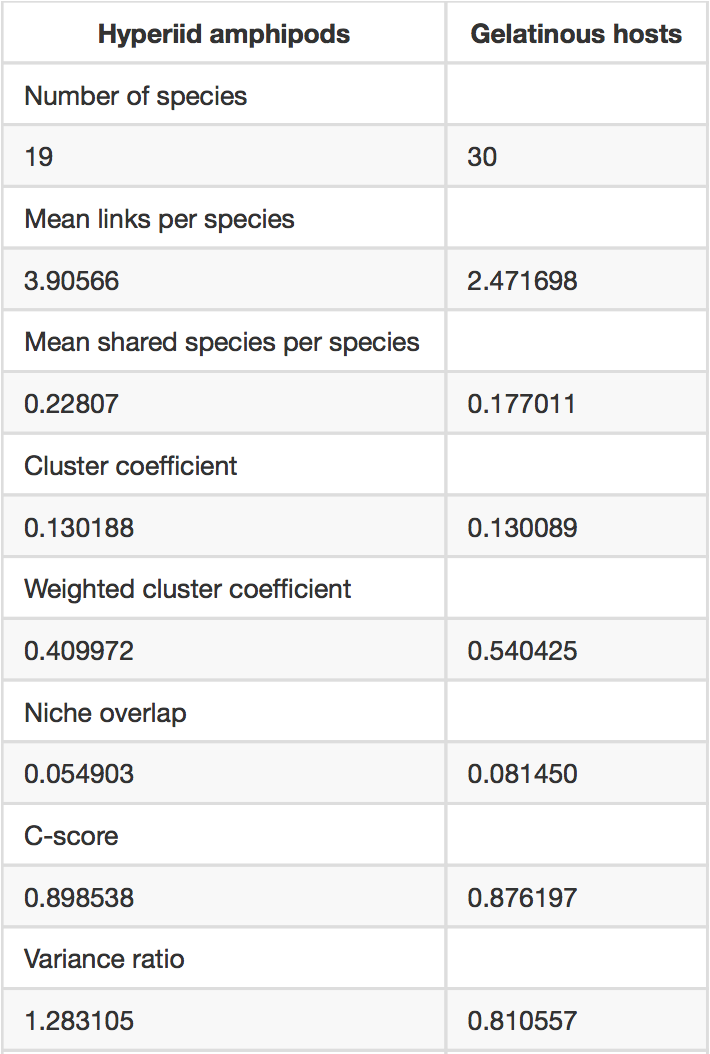 Hyperiid amphipods Gelatinous hosts
Number of species
19 30
Mean links per species
3.90566 2.471698
Mean shared species per species
0.22807 0.177011
Cluster coefficient
0.130188 0.130089
Weighted cluster coefficient
0.409972 0.540425
Niche overlap
0.054903 0.081450
C-score
0.898538 0.876197
Variance ratio
1.283105 0.810557